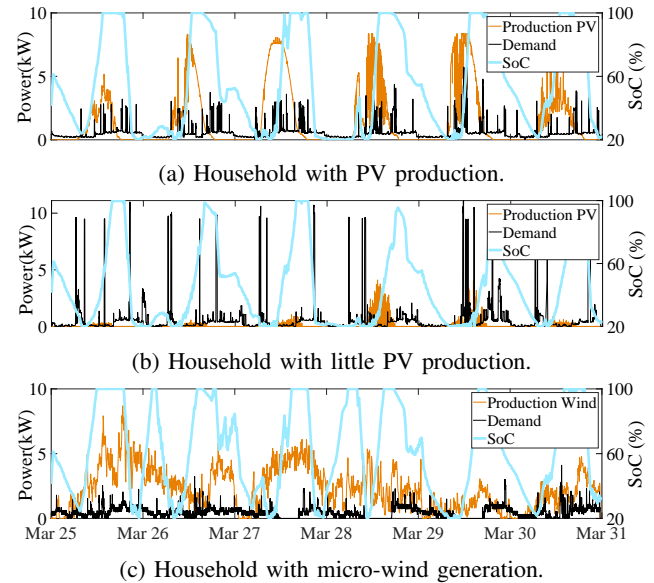 10
100
Production PV
Demand
SoC
5
60
0
20
Power(kW)
SoC (%)
(a) Household with PV production.
10
100
Production PV
Demand
SoC
5
60
0
20
Power(kW)
SoC (%)
(b) Household with little PV production.
10
100
Production Wind
Demand
SoC
5
60
0
20
Power(kW)
SoC (%)
Mar 25 Mar 26 Mar 27 Mar 28 Mar 29 Mar 30 Mar 31
(c) Household with micro-wind generation.